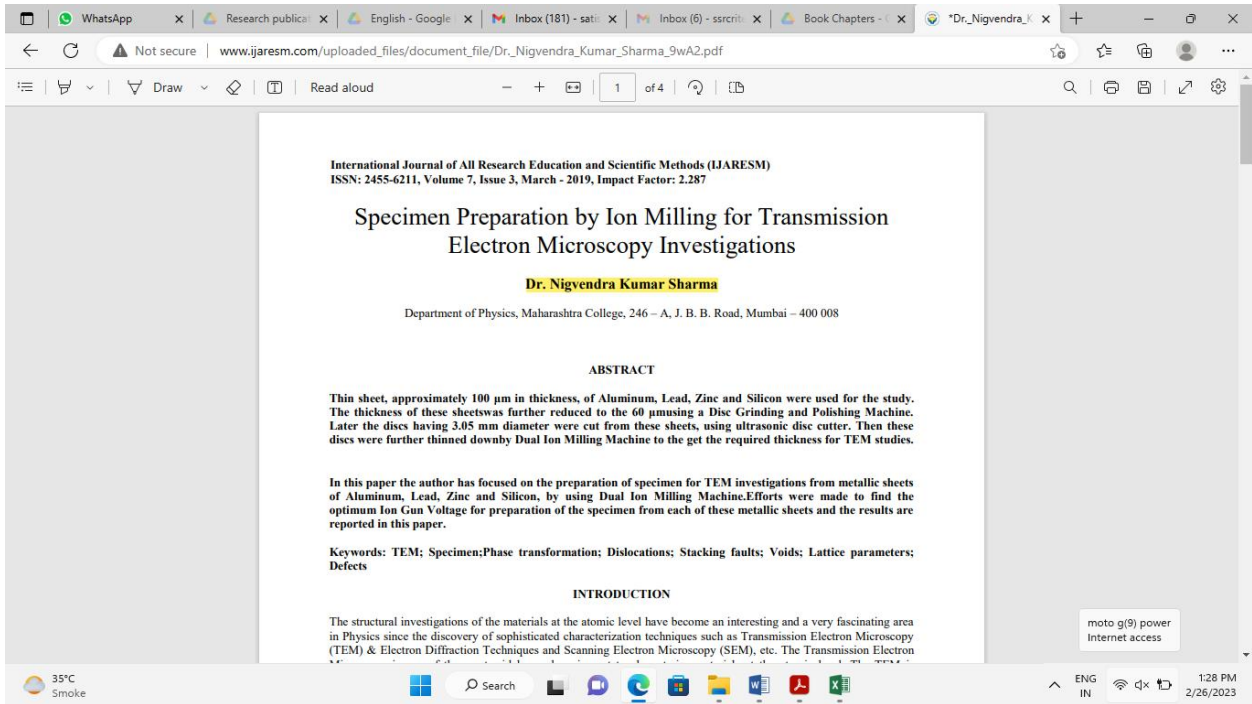 WhatsApp
Research publicat
English - Google
Inbox (181) - satis
Inbox (6) - ssrcrit
Book Chapters - G
*Dr._Nigvendra_K
Not secure
www.ijaresm.com/uploaded_files/document_file/Dr._Nigvendra_Kumar_Sharma_9wA2.pdf
Draw
Read aloud
1
of 4
International Journal of All Research Education and Scientific Methods (IJARESM)
ISSN: 2455-6211, Volume 7, Issue 3, March - 2019, Impact Factor: 2.287
Specimen Preparation by Ion Milling for Transmission
Electron Microscopy Investigations
Dr. Nigvendra Kumar Sharma
Department of Physics, Maharashtra College, 246 – A, J. B. B. Road, Mumbai – 400 008
ABSTRACT
Thin sheet, approximately 100 µm in thickness, of Aluminum, Lead, Zinc and Silicon were used for the study.
The thickness of these sheetswas further reduced to the 60 µmusing a Disc Grinding and Polishing Machine.
Later the discs having 3.05 mm diameter were cut from these sheets, using ultrasonic disc cutter. Then these
discs were further thinned downby Dual Ion Milling Machine to the get the required thickness for TEM studies.
In this paper the author has focused on the preparation of specimen for TEM investigations from metallic sheets
of Aluminum, Lead, Zinc and Silicon, by using Dual Ion Milling Machine.Efforts were made to find the
optimum Ion Gun Voltage for preparation of the specimen from each of these metallic sheets and the results are
reported in this paper.
Keywords: TEM; Specimen;Phase transformation; Dislocations; Stacking faults; Voids; Lattice parameters;
Defects
INTRODUCTION
The structural investigations of the materials at the atomic level have become an interesting and a very fascinating area
in Physics since the discovery of sophisticated characterization techniques such as Transmission Electron Microscopy
(TEM) & Electron Diffraction Techniques and Scanning Electron Microscopy (SEM), etc. The Transmission Electron
moto g(9) power
Internet access
35°C
Smoke
Search
ENG
IN
1:28 PM
2/26/2023